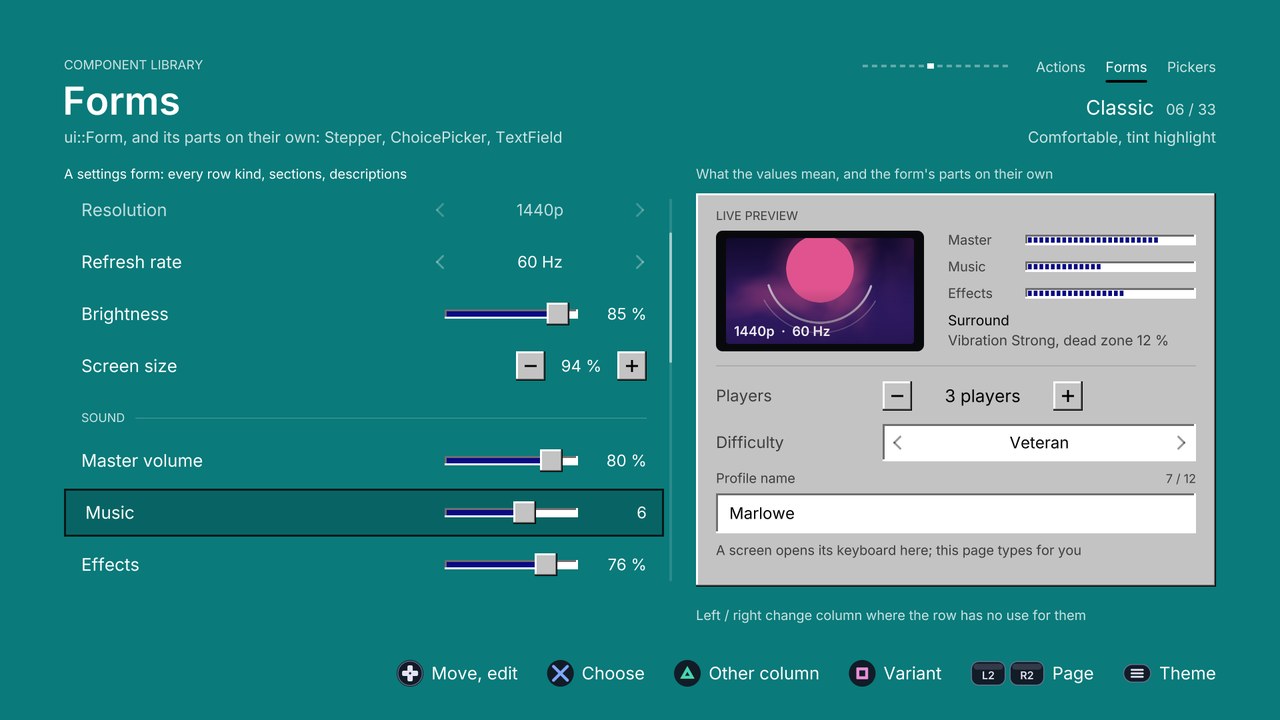 COMPONENT LIBRARY
Forms
ui::Form, and its parts on their own: Stepper, ChoicePicker, TextField
Actions Forms Pickers
Classic 06 / 33
Comfortable, tint highlight
A settings form: every row kind, sections, descriptions
Resolution 1440p
Refresh rate 60 Hz
Brightness 85 %
Screen size 94 %
SOUND
Master volume 80 %
Music 6
Effects 76 %
What the values mean, and the form's parts on their own
LIVE PREVIEW
1440p · 60 Hz
Master
Music
Effects
Surround
Vibration Strong, dead zone 12 %
Players 3 players
Difficulty Veteran
Profile name 7 / 12
Marlowe
A screen opens its keyboard here; this page types for you
Left / right change column where the row has no use for them
Move, edit Choose Other column Variant L2 R2 Page Theme